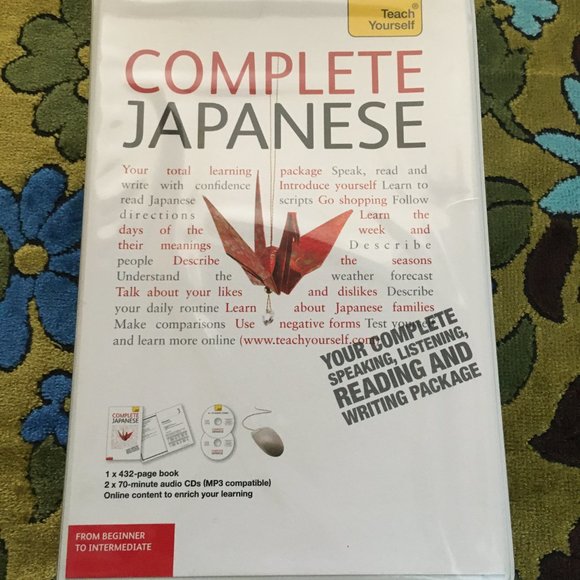 Teach
Yourself
COMPLETE
JAPANESE
Your total learning package Speak, read and
write with confidence Introduce yourself Learn to
read Japanese scripts Go shopping Follow
directions Learn the
days of the week and
their meanings Describe
people Describe the seasons
Understand the weather forecast
Talk about your likes and dislikes Describe
your daily routine Learn about Japanese families
Make comparisons Use negative forms Test yourself
and learn more online (www.teachyourself.com
YOUR COMPLETE
SPEAKING, LISTENING,
READING AND
WRITING PACKAGE
COMPLETE
JAPANESE
1 x 432-page book
2 x 70-minute audio CDs (MP3 compatible)
Online content to enrich your learning
FROM BEGINNER
TO INTERMEDIATE